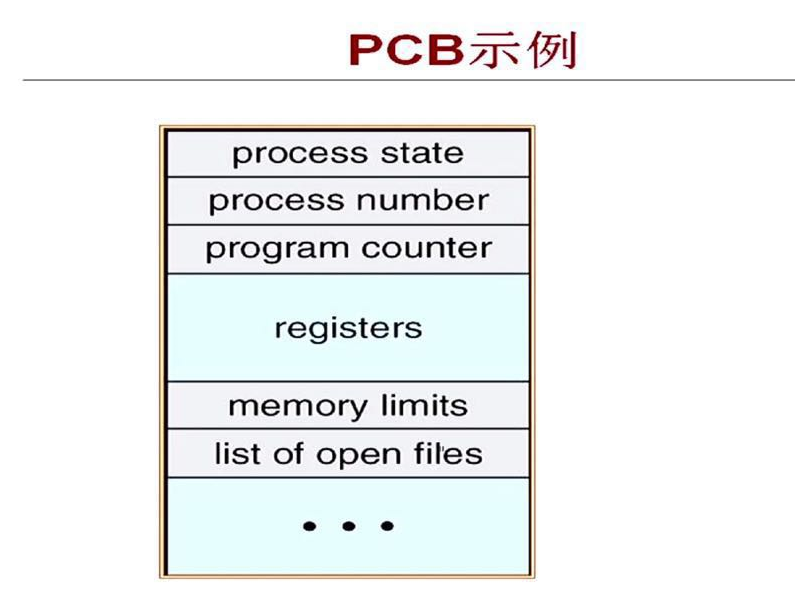 PCB示例
process state
process number
program counter
registers
memory limits
list of open files
• • •